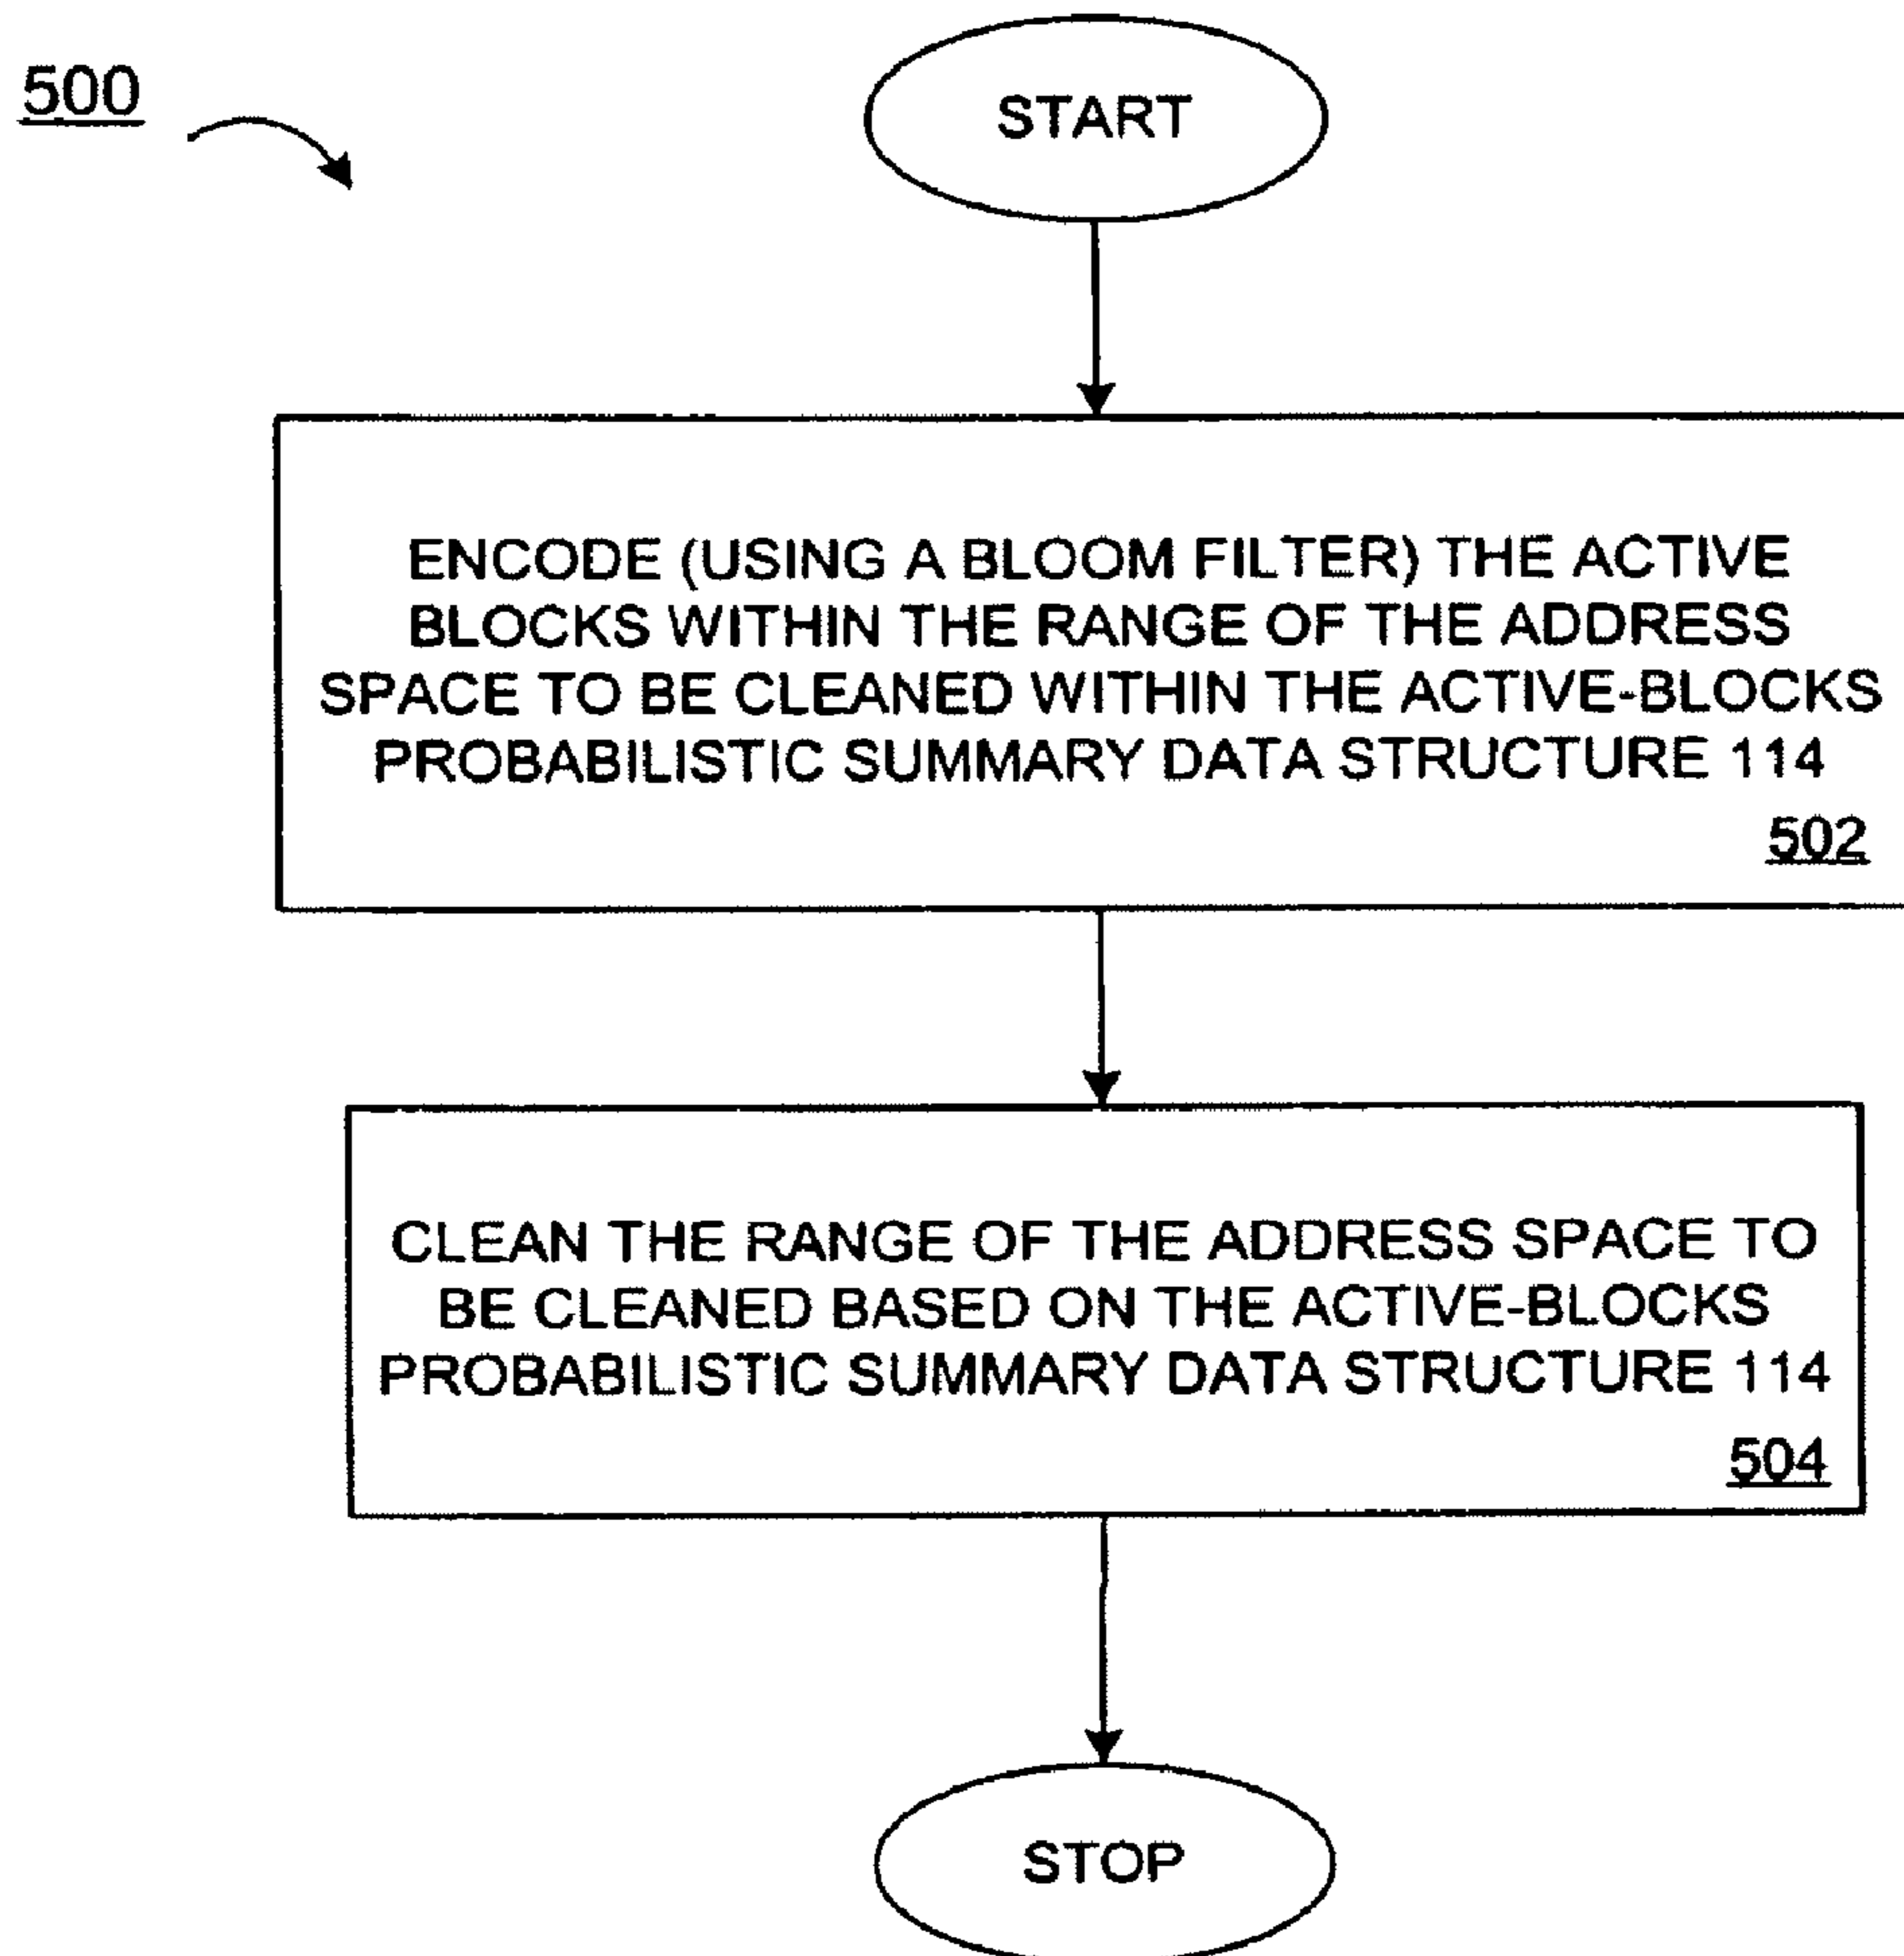 500
START
ENCODE (USING A BLOOM FILTER) THE ACTIVE
BLOCKS WITHIN THE RANGE OF THE ADDRESS
SPACE TO BE CLEANED WITHIN THE ACTIVE-BLOCKS
PROBABILISTIC SUMMARY DATA STRUCTURE 114
502
CLEAN THE RANGE OF THE ADDRESS SPACE TO
BE CLEANED BASED ON THE ACTIVE-BLOCKS
PROBABILISTIC SUMMARY DATA STRUCTURE 114
504
STOP